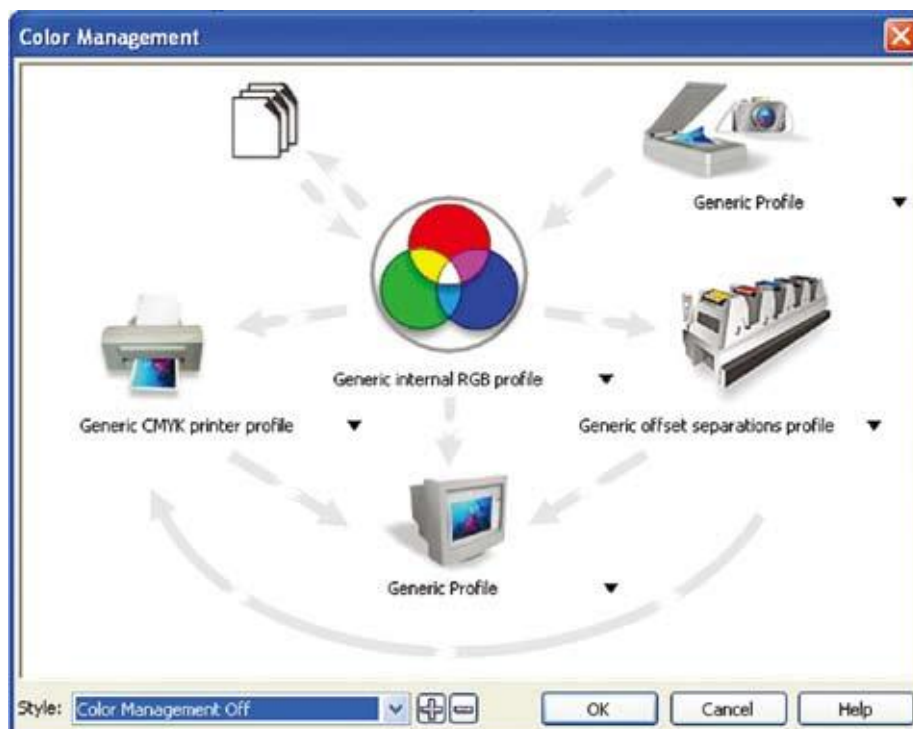 Color Management
Generic Profile
Generic internal RGB profile
Generic CMYK printer profile
Generic offset separations profile
Generic Profile
Style: Color Management Off
OK
Cancel
Help